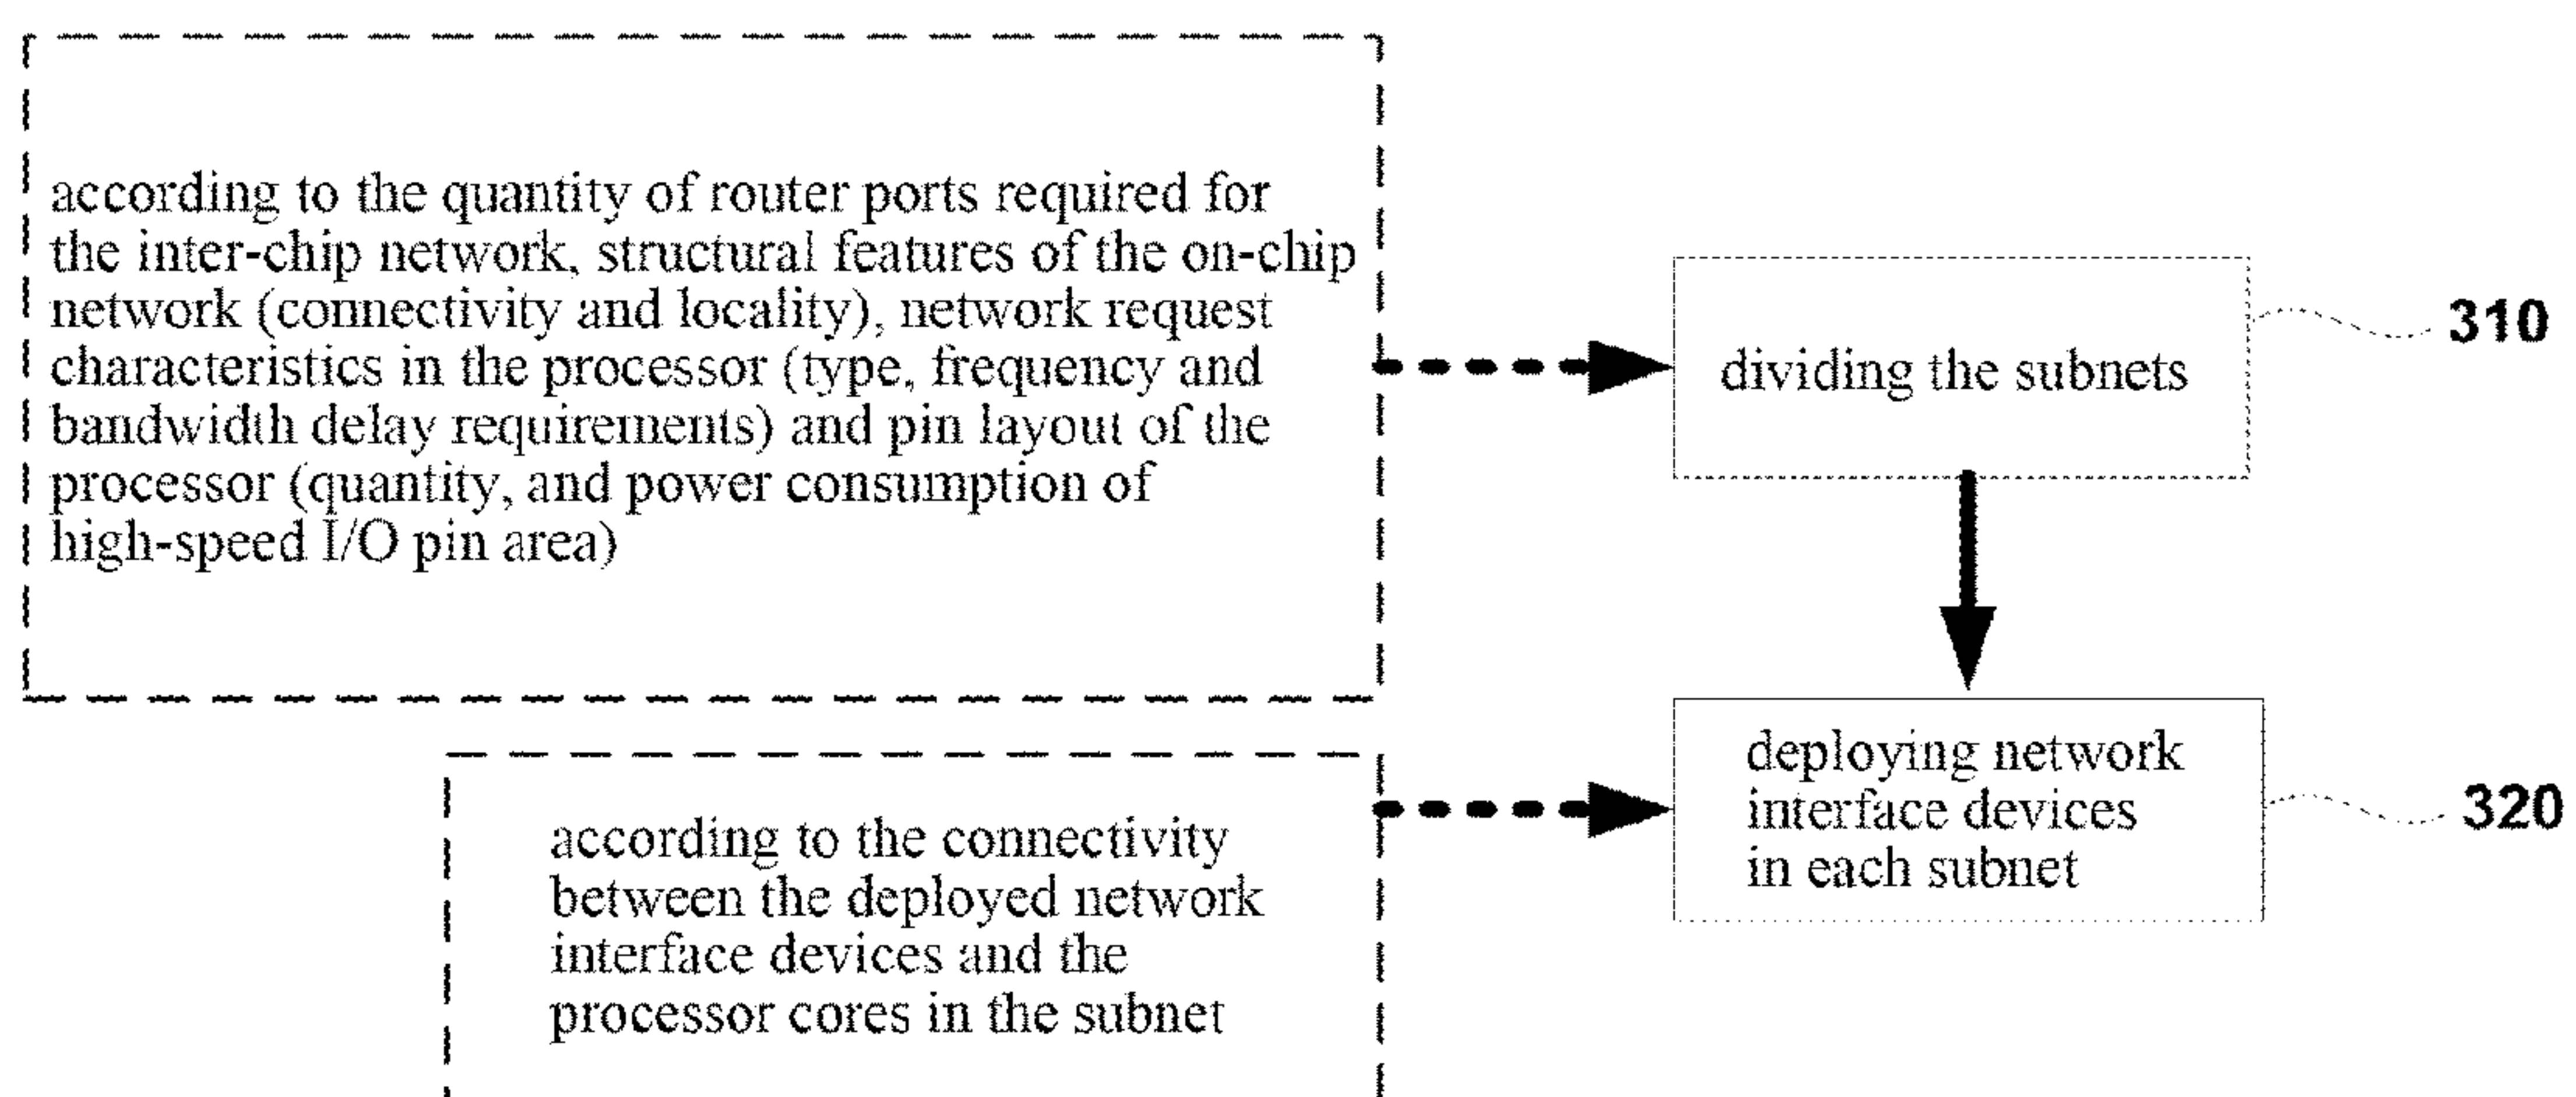 according to the quantity of router ports required for
the inter-chip network, structural features of the on-chip
network (connectivity and locality), network request
characteristics in the processor (type, frequency and
bandwidth delay requirements) and pin layout of the
processor (quantity, and power consumption of
high-speed I/O pin area)
dividing the subnets
310
deploying network
interface devices
in each subnet
320
according to the connectivity
between the deployed network
interface devices and the
processor cores in the subnet